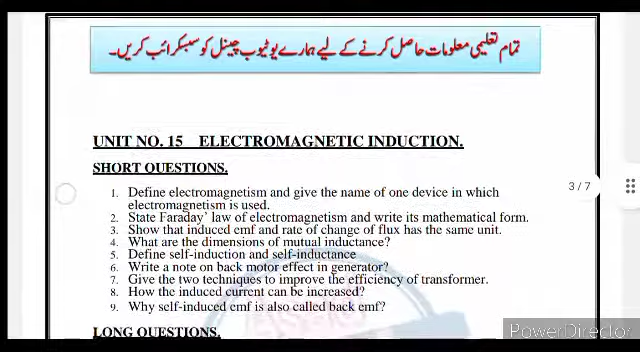 تمام تعلیمی معلومات حاصل کرنے کے لیے ہمارے یوٹیوب چینل کو سبسکرائب کریں۔
UNIT NO. 15 ELECTROMAGNETIC INDUCTION.
SHORT QUESTIONS.
1. Define electromagnetism and give the name of one device in which
electromagnetism is used.
2. State Faraday' law of electromagnetism and write its mathematical form.
3. Show that induced emf and rate of change of flux has the same unit.
4. What are the dimensions of mutual inductance?
5. Define self-induction and self-inductance
6. Write a note on back motor effect in generator?
7. Give the two techniques to improve the efficiency of transformer.
8. How the induced current can be increased?
9. Why self-induced emf is also called back emf?
LONG QUESTIONS.
3 / 7
PowerDirector